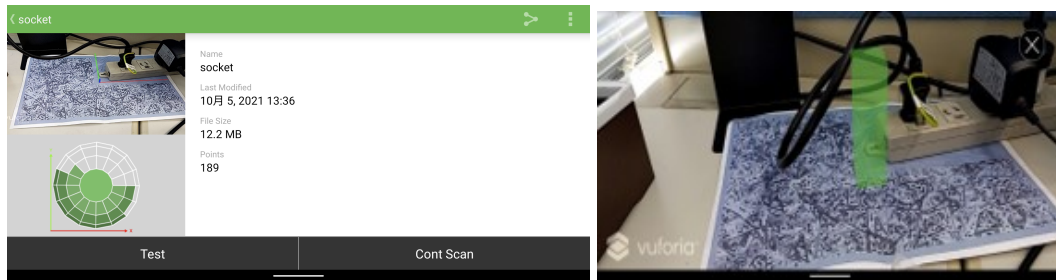 socket
Name
socket
Last Modified
10月 5, 2021 13:36
File Size
12.2 MB
Points
189
Y
X
Test
Cont Scan
X
vuforia